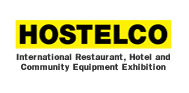 HOSTELCO
International Restaurant, Hotel and
Community Equipment Exhibition